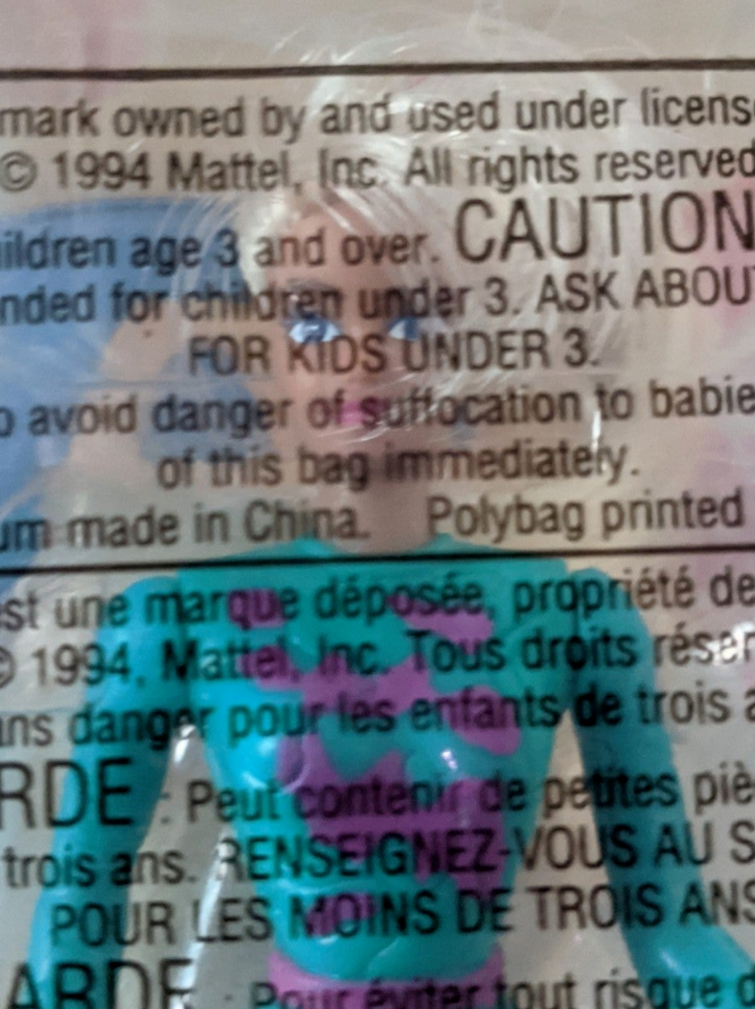 mark owned by and used under licens
© 1994 Mattel, Inc. All rights reserved
ildren age 3 and over. CAUTION
nded for children under 3. ASK ABOU
FOR KIDS UNDER 3.
o avoid danger of suffocation to babie
of this bag immediately.
um made in China. Polybag printed
st une marque déposée, propriété de
© 1994, Mattel, Inc. Tous droits réser
ans danger pour les enfants de trois a
RDE : Peut contenir de petites piè
trois ans. RENSEIGNEZ-VOUS AU S
POUR LES MOINS DE TROIS ANS
ARDE : Pour éviter tout risque d